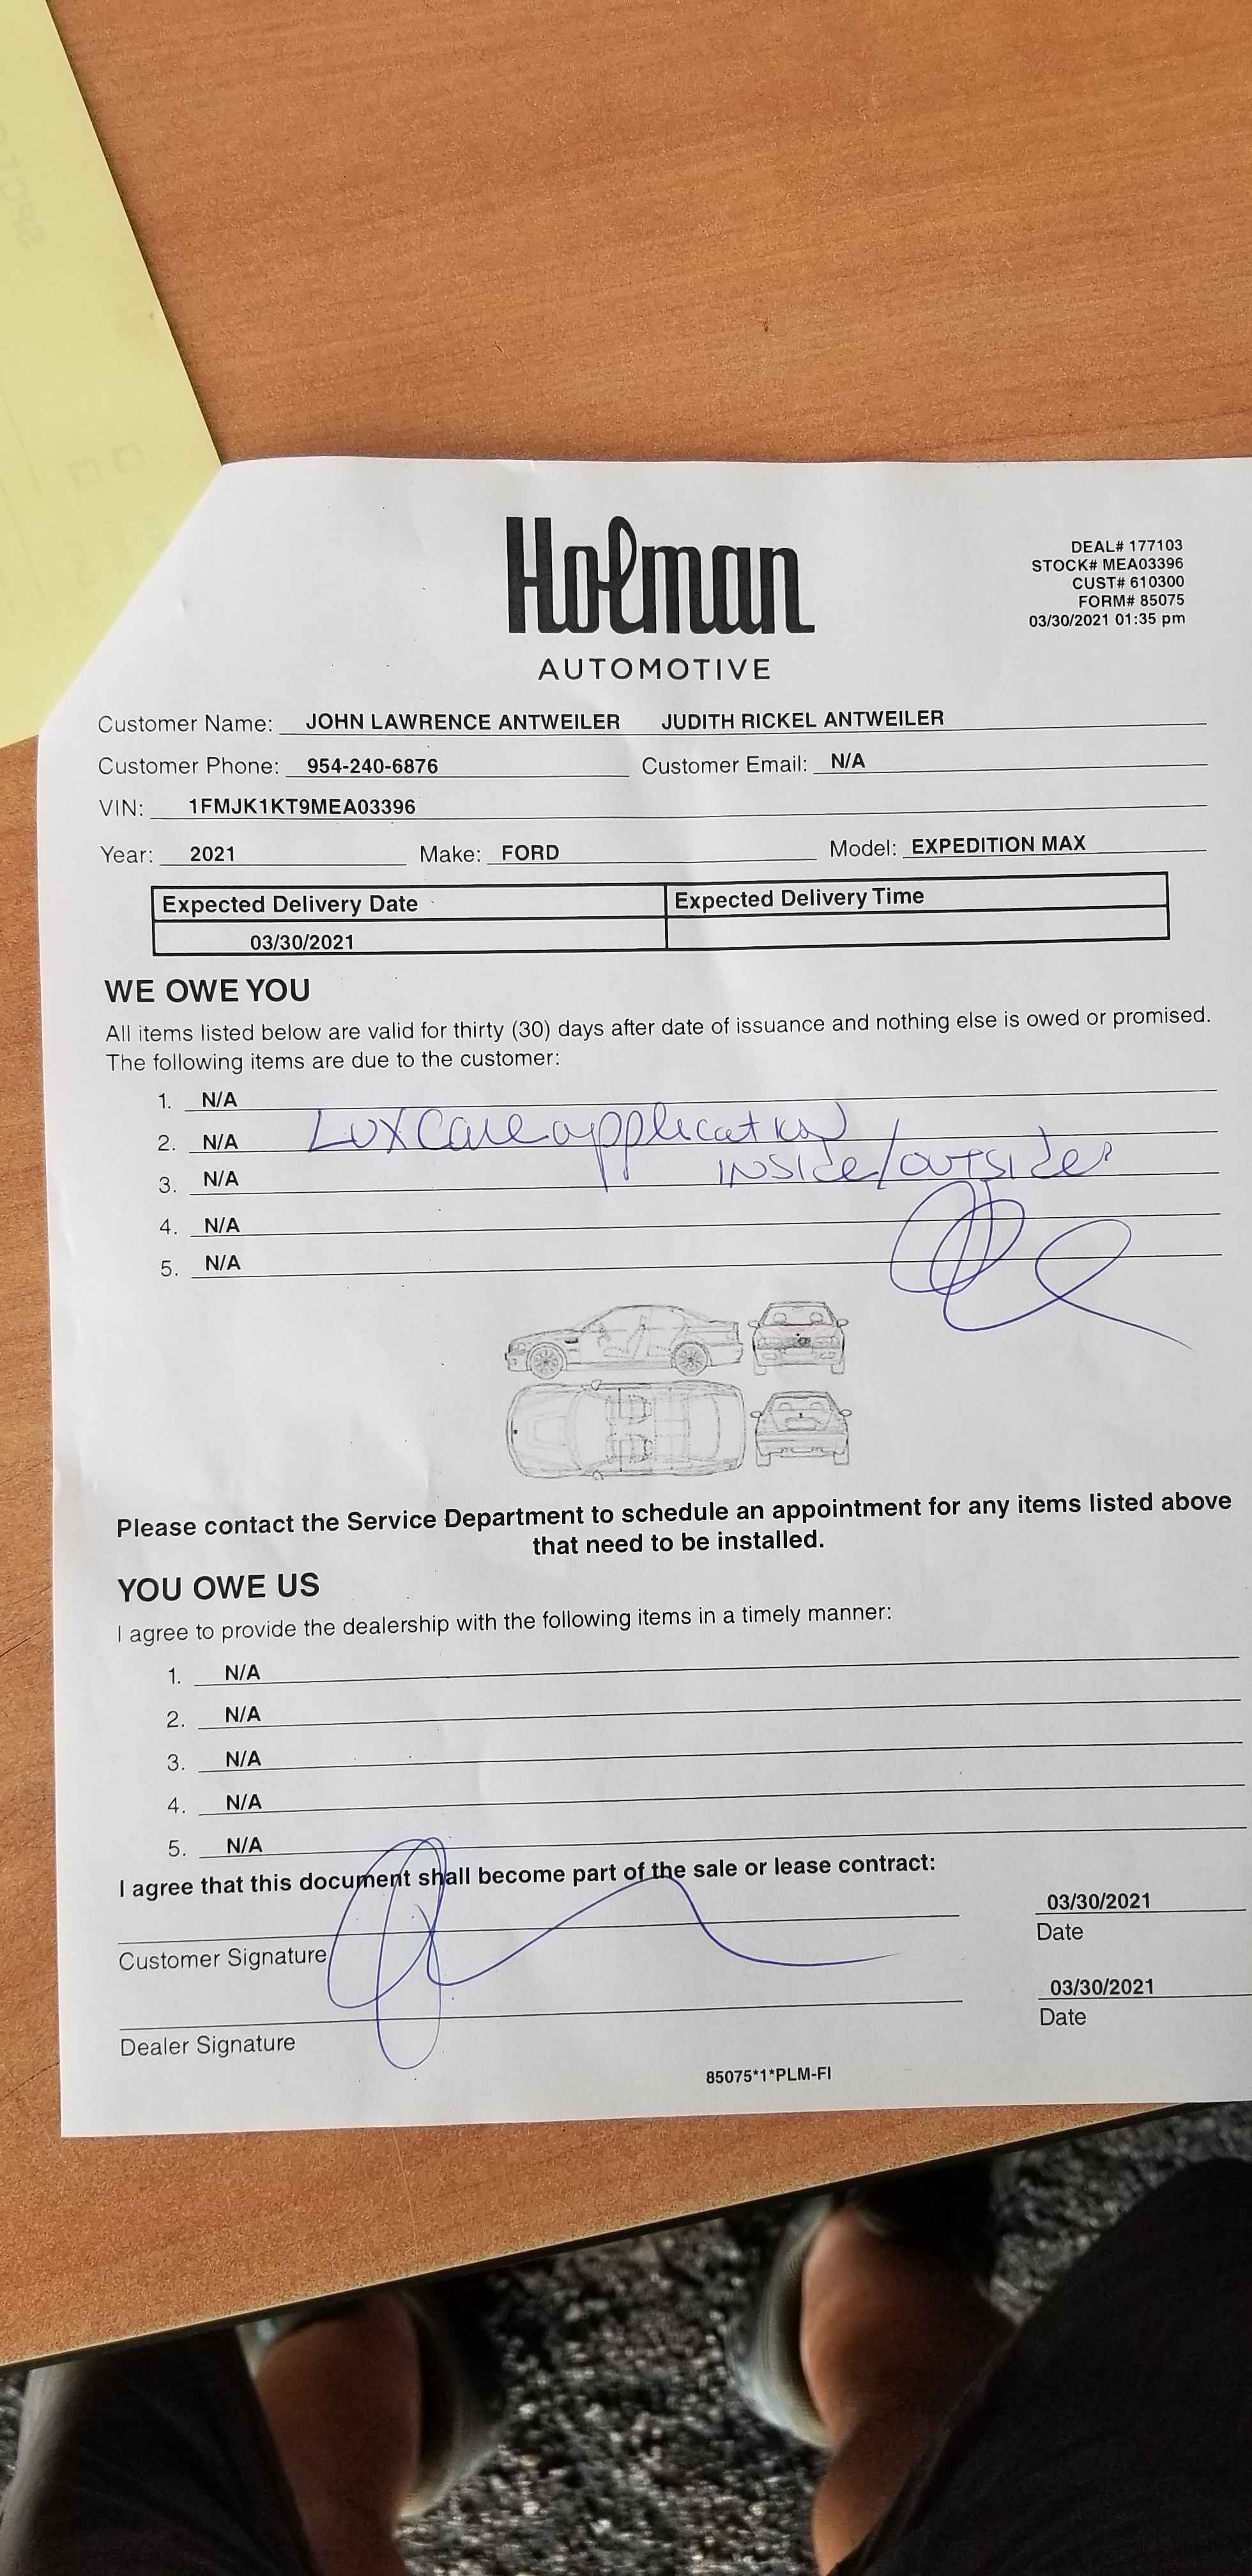 Holman
AUTOMOTIVE
DEAL# 177103
STOCK# MEA03396
CUST# 610300
FORM# 85075
03/30/2021 01:35 pm
Customer Name: JOHN LAWRENCE ANTWEILER JUDITH RICKEL ANTWEILER
Customer Phone: 954-240-6876 Customer Email: N/A
VIN: 1FMJK1KT9MEA03396
Year: 2021 Make: FORD Model: EXPEDITION MAX
Expected Delivery Date Expected Delivery Time
03/30/2021
WE OWE YOU
All items listed below are valid for thirty (30) days after date of issuance and nothing else is owed or promised.
The following items are due to the customer:
1. N/A
2. N/A LuxCare application
3. N/A INSIDE/OUTSIDE
4. N/A
5. N/A
Please contact the Service Department to schedule an appointment for any items listed above
that need to be installed.
YOU OWE US
I agree to provide the dealership with the following items in a timely manner:
1. N/A
2. N/A
3. N/A
4. N/A
5. N/A
I agree that this document shall become part of the sale or lease contract:
03/30/2021
Customer Signature Date
03/30/2021
Dealer Signature Date
85075*1*PLM-FI